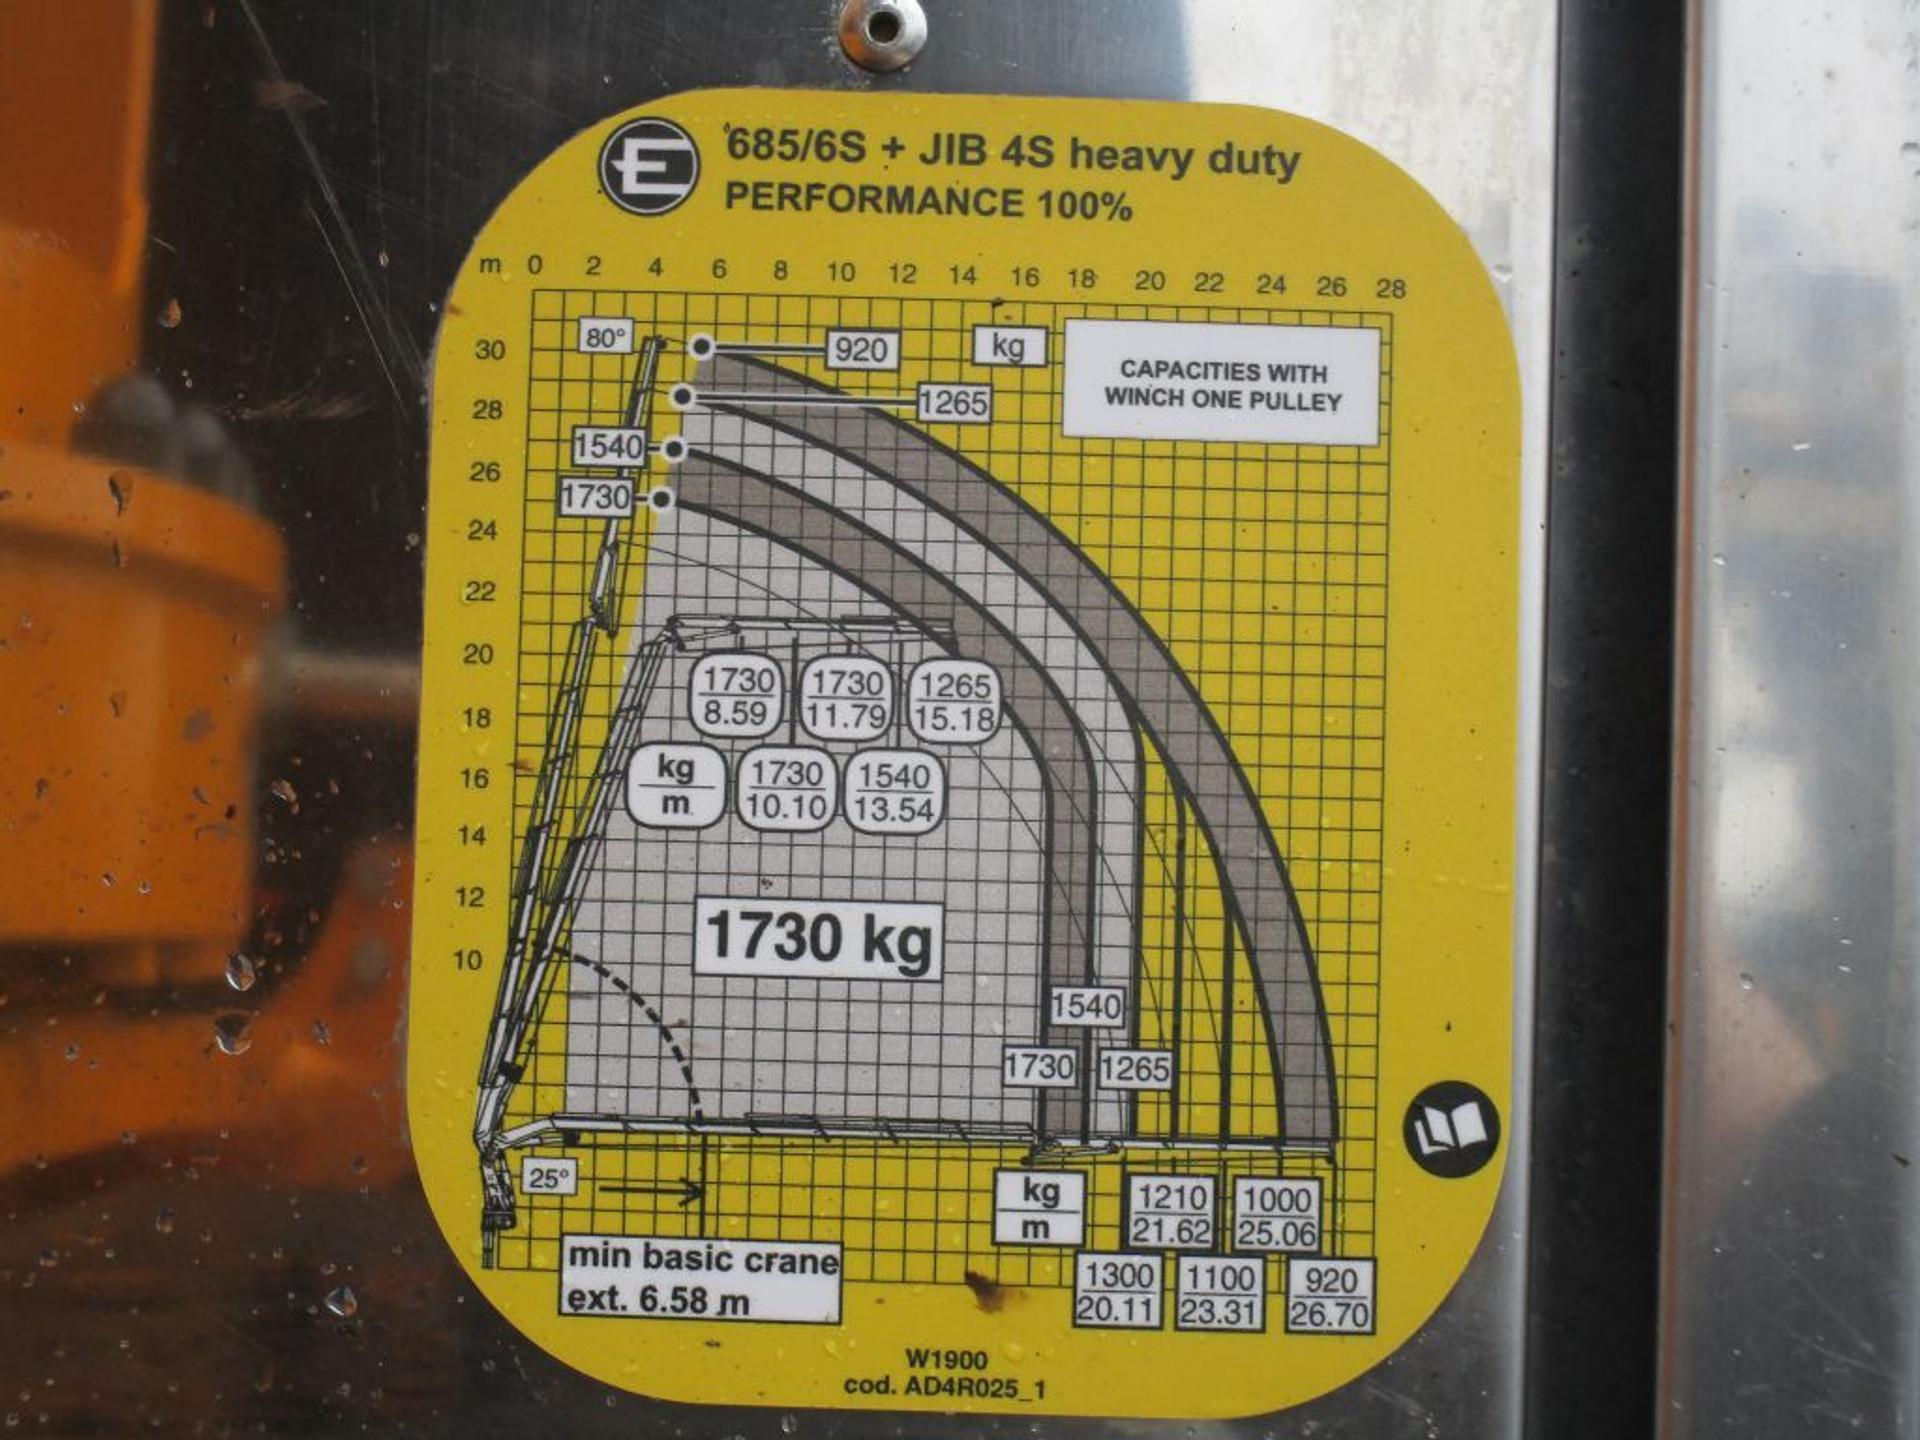 E
685/6S + JIB 4S heavy duty
PERFORMANCE 100%
m 0 2 4 6 8 10 12 14 16 18 20 22 24 26 28
80°
30
920
kg
CAPACITIES WITH
WINCH ONE PULLEY
28
1265
1540
26
1730
24
22
20
1730
8.59
1730
11.79
1265
15.18
18
kg
m
1730
10.10
1540
13.54
16
14
12
1730 kg
10
1540
1730
1265
25°
kg
m
1210
21.62
1000
25.06
min basic crane
ext. 6.58 m
1300
20.11
1100
23.31
920
26.70
W1900
cod. AD4R025_1